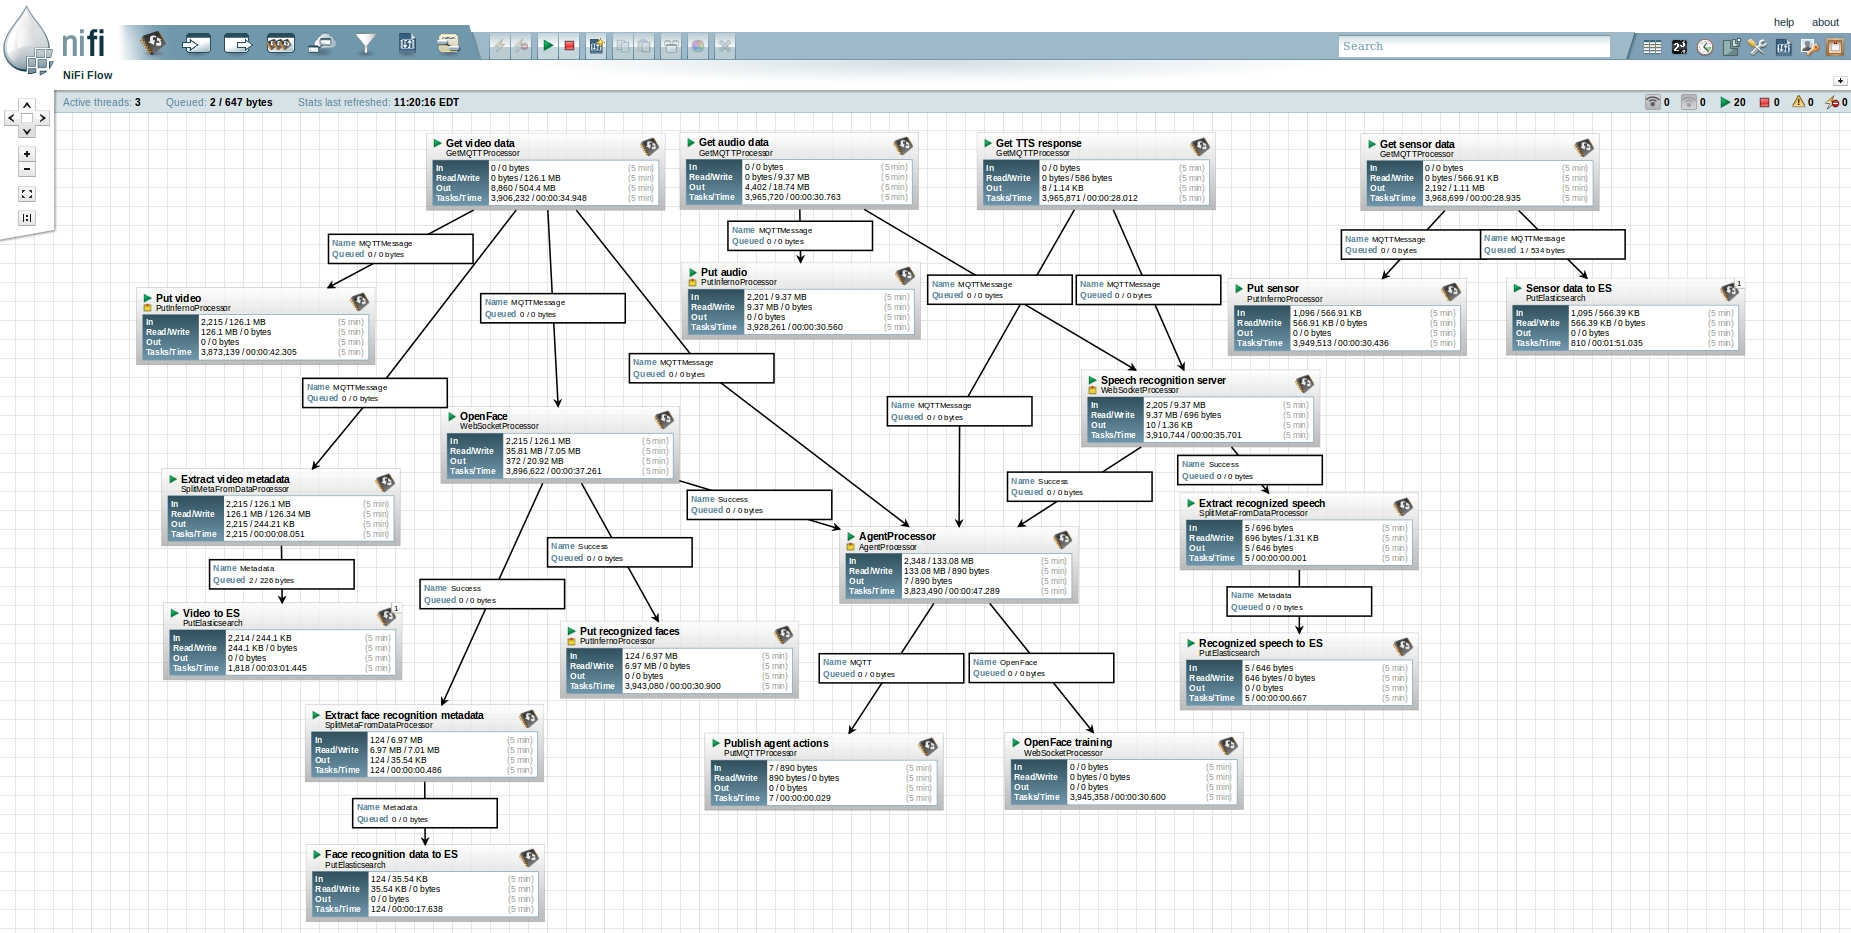 help about
nifi
Search
NiFi Flow
Active threads: 3 Queued: 2 / 647 bytes Stats last refreshed: 11:20:16 EDT
0 0 20 0 0 0
Get video data
GetMQTTProcessor
In 0 / 0 bytes (5 min)
Read/Write 0 bytes / 126.1 MB (5 min)
Out 8,860 / 504.4 MB (5 min)
Tasks/Time 3,906,232 / 00:00:34.948 (5 min)
Get audio data
GetMQTTProcessor
In 0 / 0 bytes (5 min)
Read/Write 0 bytes / 9.37 MB (5 min)
Out 4,402 / 18.74 MB (5 min)
Tasks/Time 3,965,720 / 00:00:30.763 (5 min)
Get TTS response
GetMQTTProcessor
In 0 / 0 bytes (5 min)
Read/Write 0 bytes / 586 bytes (5 min)
Out 8 / 1.14 KB (5 min)
Tasks/Time 3,965,871 / 00:00:28.012 (5 min)
Get sensor data
GetMQTTProcessor
In 0 / 0 bytes (5 min)
Read/Write 0 bytes / 566.91 KB (5 min)
Out 2,192 / 1.11 MB (5 min)
Tasks/Time 3,968,699 / 00:00:28.935 (5 min)
Name MQTTMessage
Queued 0 / 0 bytes
Name MQTTMessage
Queued 0 / 0 bytes
Name MQTTMessage
Queued 0 / 0 bytes
Name MQTTMessage
Queued 1 / 534 bytes
Put video
PutInfernoProcessor
In 2,215 / 126.1 MB (5 min)
Read/Write 126.1 MB / 0 bytes (5 min)
Out 0 / 0 bytes (5 min)
Tasks/Time 3,873,139 / 00:00:42.305 (5 min)
Name MQTTMessage
Queued 0 / 0 bytes
Put audio
PutInfernoProcessor
In 2,201 / 9.37 MB (5 min)
Read/Write 9.37 MB / 0 bytes (5 min)
Out 0 / 0 bytes (5 min)
Tasks/Time 3,928,261 / 00:00:30.560 (5 min)
Name MQTTMessage
Queued 0 / 0 bytes
Name MQTTMessage
Queued 0 / 0 bytes
Put sensor
PutInfernoProcessor
In 1,096 / 566.91 KB (5 min)
Read/Write 566.91 KB / 0 bytes (5 min)
Out 0 / 0 bytes (5 min)
Tasks/Time 3,949,513 / 00:00:30.436 (5 min)
1
Sensor data to ES
PutElasticsearch
In 1,095 / 566.39 KB (5 min)
Read/Write 566.39 KB / 0 bytes (5 min)
Out 0 / 0 bytes (5 min)
Tasks/Time 810 / 00:01:51.035 (5 min)
Name MQTTMessage
Queued 0 / 0 bytes
Name MQTTMessage
Queued 0 / 0 bytes
Name MQTTMessage
Queued 0 / 0 bytes
OpenFace
WebSocketProcessor
In 2,215 / 126.1 MB (5 min)
Read/Write 35.81 MB / 7.05 MB (5 min)
Out 372 / 20.92 MB (5 min)
Tasks/Time 3,896,622 / 00:00:37.261 (5 min)
Speech recognition server
WebSocketProcessor
In 2,205 / 9.37 MB (5 min)
Read/Write 9.37 MB / 696 bytes (5 min)
Out 10 / 1.36 KB (5 min)
Tasks/Time 3,910,744 / 00:00:35.701 (5 min)
Extract video metadata
SplitMetaFromDataProcessor
In 2,215 / 126.1 MB (5 min)
Read/Write 126.1 MB / 126.34 MB (5 min)
Out 2,215 / 244.21 KB (5 min)
Tasks/Time 2,215 / 00:00:08.051 (5 min)
Name Success
Queued 0 / 0 bytes
Name Success
Queued 0 / 0 bytes
Name Success
Queued 0 / 0 bytes
Extract recognized speech
SplitMetaFromDataProcessor
In 5 / 696 bytes (5 min)
Read/Write 696 bytes / 1.31 KB (5 min)
Out 5 / 646 bytes (5 min)
Tasks/Time 5 / 00:00:00.001 (5 min)
AgentProcessor
AgentProcessor
In 2,348 / 133.08 MB (5 min)
Read/Write 133.08 MB / 890 bytes (5 min)
Out 7 / 890 bytes (5 min)
Tasks/Time 3,823,490 / 00:00:47.289 (5 min)
Name Success
Queued 0 / 0 bytes
Name Metadata
Queued 2 / 226 bytes
Name Success
Queued 0 / 0 bytes
Name Metadata
Queued 0 / 0 bytes
1
Video to ES
PutElasticsearch
In 2,214 / 244.1 KB (5 min)
Read/Write 244.1 KB / 0 bytes (5 min)
Out 0 / 0 bytes (5 min)
Tasks/Time 1,818 / 00:03:01.445 (5 min)
Put recognized faces
PutInfernoProcessor
In 124 / 6.97 MB (5 min)
Read/Write 6.97 MB / 0 bytes (5 min)
Out 0 / 0 bytes (5 min)
Tasks/Time 3,943,080 / 00:00:30.900 (5 min)
Recognized speech to ES
PutElasticsearch
In 5 / 646 bytes (5 min)
Read/Write 646 bytes / 0 bytes (5 min)
Out 0 / 0 bytes (5 min)
Tasks/Time 5 / 00:00:00.667 (5 min)
Name MQTT
Queued 0 / 0 bytes
Name OpenFace
Queued 0 / 0 bytes
Extract face recognition metadata
SplitMetaFromDataProcessor
In 124 / 6.97 MB (5 min)
Read/Write 6.97 MB / 7.01 MB (5 min)
Out 124 / 35.54 KB (5 min)
Tasks/Time 124 / 00:00:00.486 (5 min)
Publish agent actions
PutMQTTProcessor
In 7 / 890 bytes (5 min)
Read/Write 890 bytes / 0 bytes (5 min)
Out 0 / 0 bytes (5 min)
Tasks/Time 7 / 00:00:00.029 (5 min)
OpenFace training
WebSocketProcessor
In 0 / 0 bytes (5 min)
Read/Write 0 bytes / 0 bytes (5 min)
Out 0 / 0 bytes (5 min)
Tasks/Time 3,945,358 / 00:00:30.600 (5 min)
Name Metadata
Queued 0 / 0 bytes
Face recognition data to ES
PutElasticsearch
In 124 / 35.54 KB (5 min)
Read/Write 35.54 KB / 0 bytes (5 min)
Out 0 / 0 bytes (5 min)
Tasks/Time 124 / 00:00:17.638 (5 min)